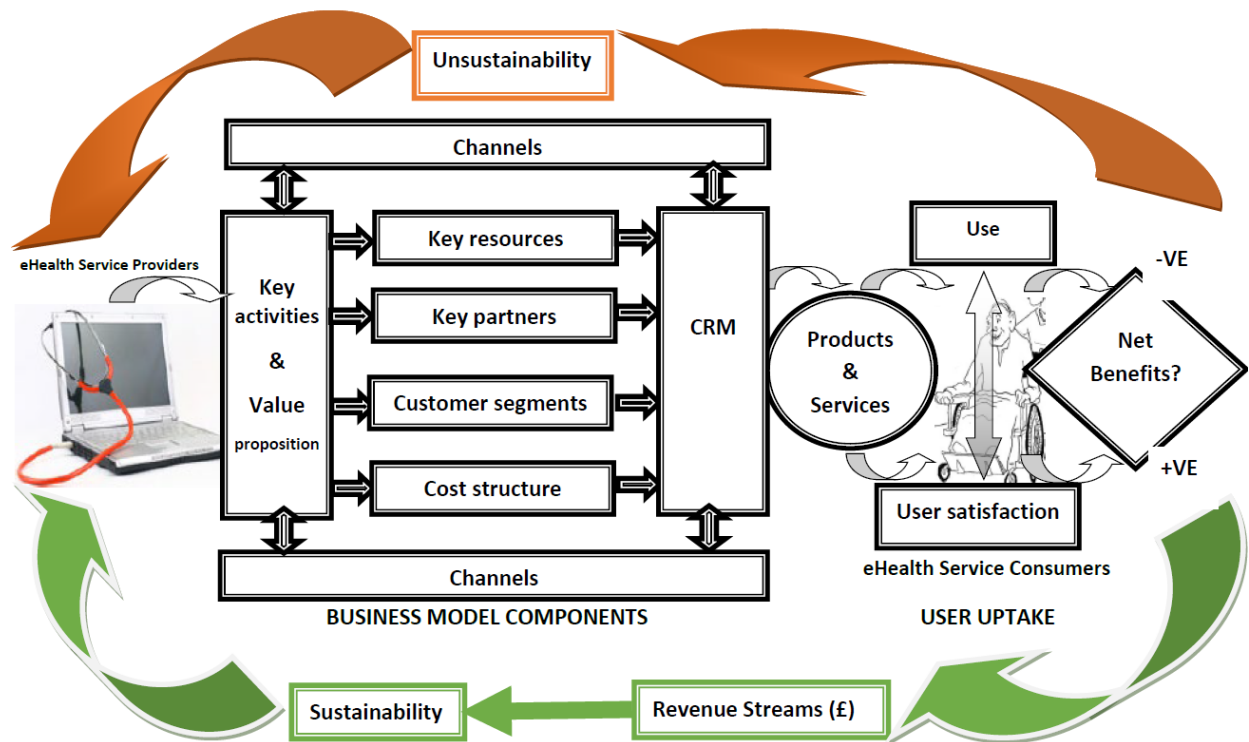 Unsustainability
Channels
eHealth Service Providers
Key
activities
&
Value
proposition
Key resources
Key partners
Customer segments
Cost structure
CRM
Products
&
Services
Use
User satisfaction
eHealth Service Consumers
-VE
Net
Benefits?
+VE
Channels
BUSINESS MODEL COMPONENTS
USER UPTAKE
Sustainability
Revenue Streams (£)